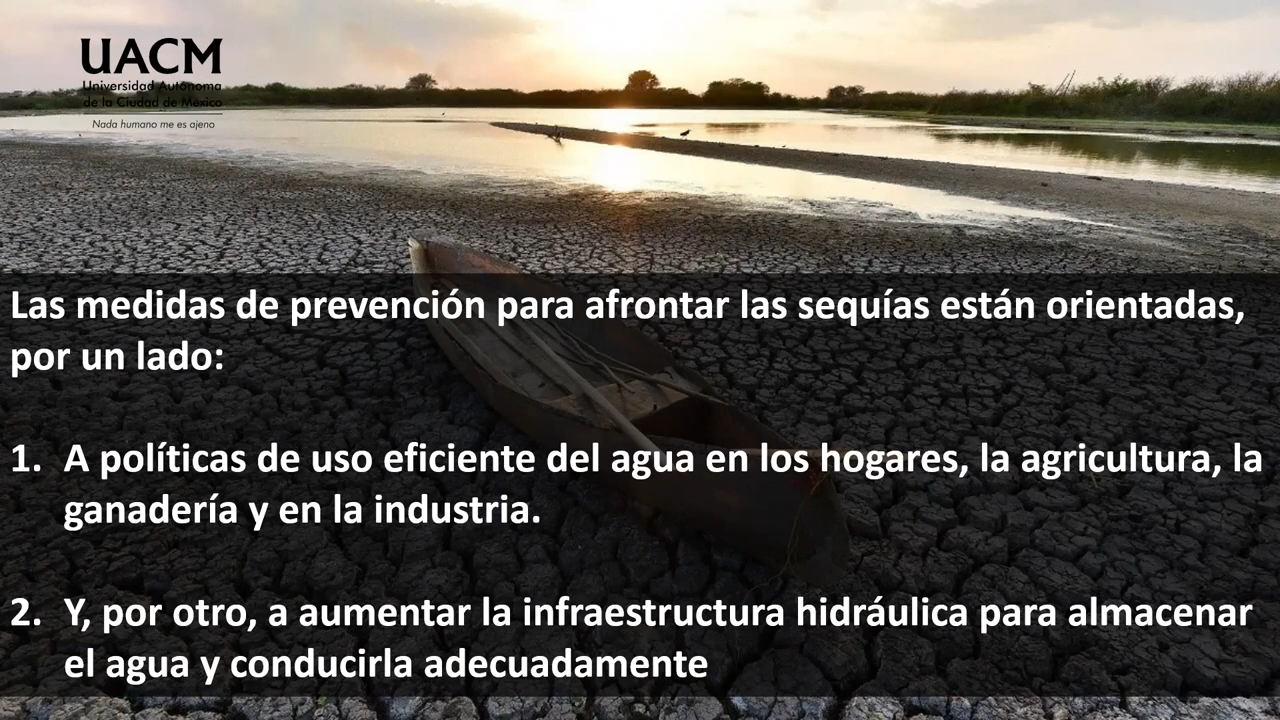 UACM
Universidad Autónoma
de la Ciudad de México
Nada humano me es ajeno
Las medidas de prevención para afrontar las sequías están orientadas,
por un lado:
1. A políticas de uso eficiente del agua en los hogares, la agricultura, la
ganadería y en la industria.
2. Y, por otro, a aumentar la infraestructura hidráulica para almacenar
el agua y conducirla adecuadamente